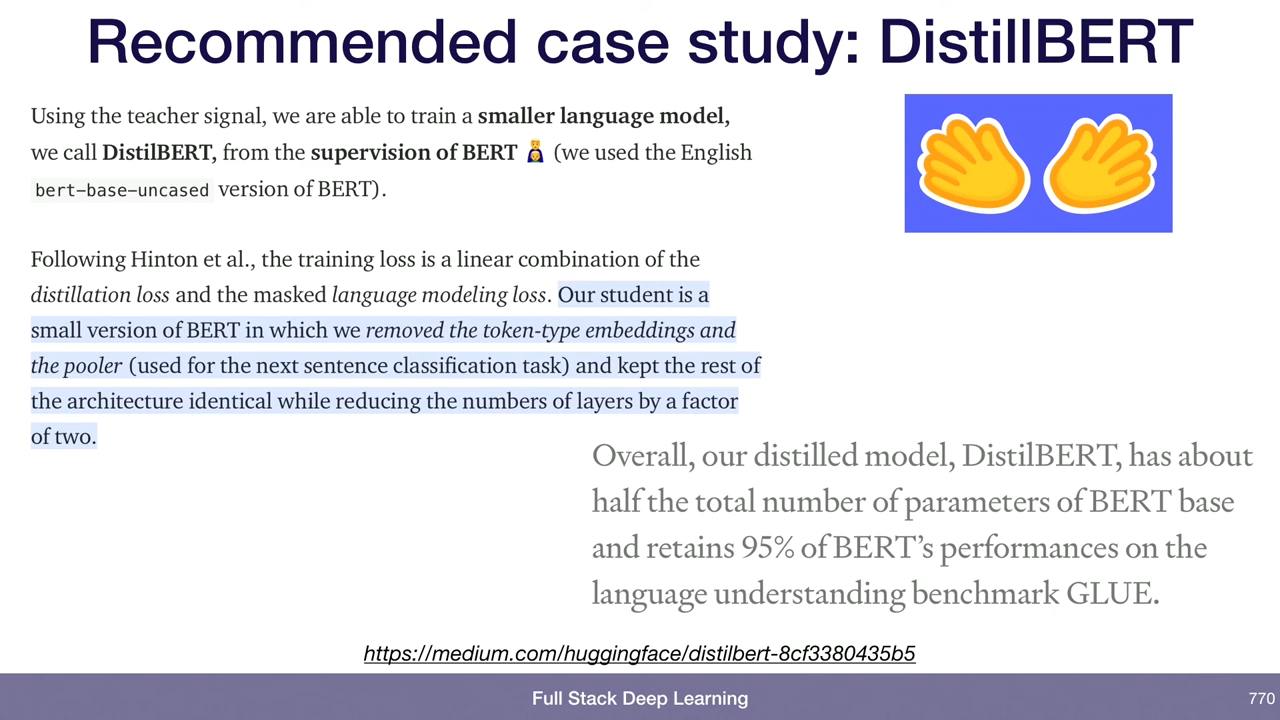 Recommended case study: DistillBERT
Using the teacher signal, we are able to train a smaller language model,
we call DistilBERT, from the supervision of BERT 🦸‍♂️ (we used the English
bert-base-uncased version of BERT).
Following Hinton et al., the training loss is a linear combination of the
distillation loss and the masked language modeling loss. Our student is a
small version of BERT in which we removed the token-type embeddings and
the pooler (used for the next sentence classification task) and kept the rest of
the architecture identical while reducing the numbers of layers by a factor
of two.
Overall, our distilled model, DistilBERT, has about
half the total number of parameters of BERT base
and retains 95% of BERT’s performances on the
language understanding benchmark GLUE.
https://medium.com/huggingface/distilbert-8cf3380435b5
Full Stack Deep Learning
770